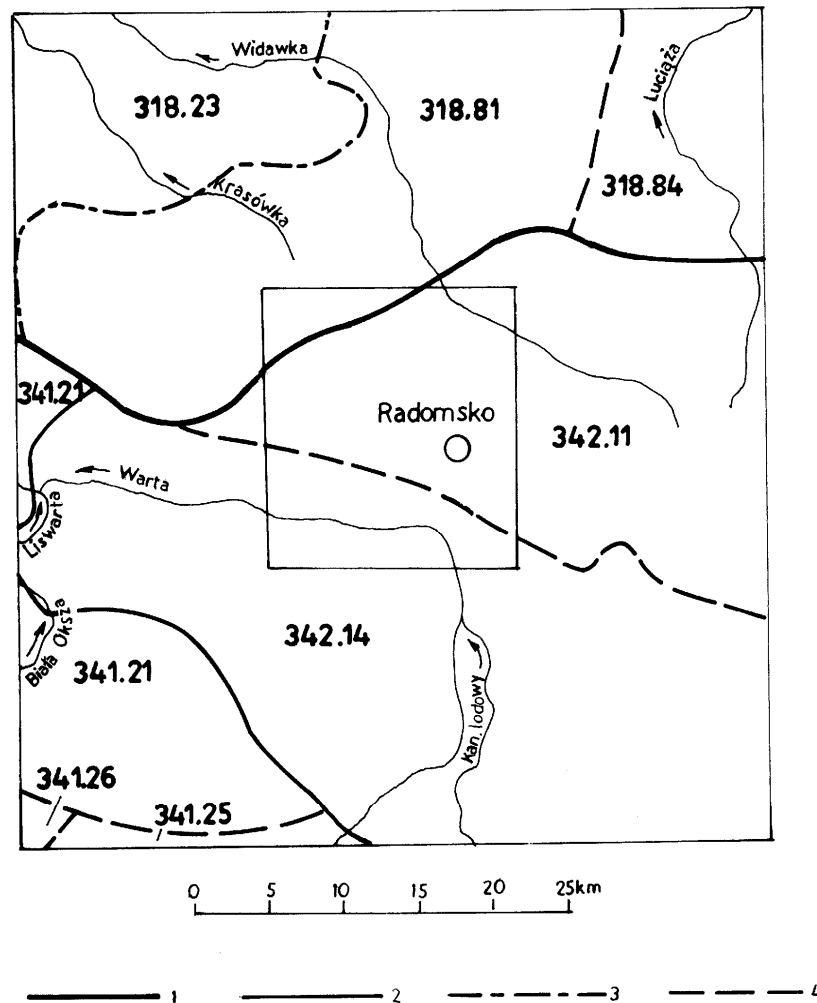 Widawka
Luciąża
318.23
318.81
318.84
Krasówka
341.21
Radomsko
342.11
Warta
Liswarta
Biała Oksza
342.14
341.21
Kan. lodowy
341.26
341.25
0 5 10 15 20 25km
1 2 3 4